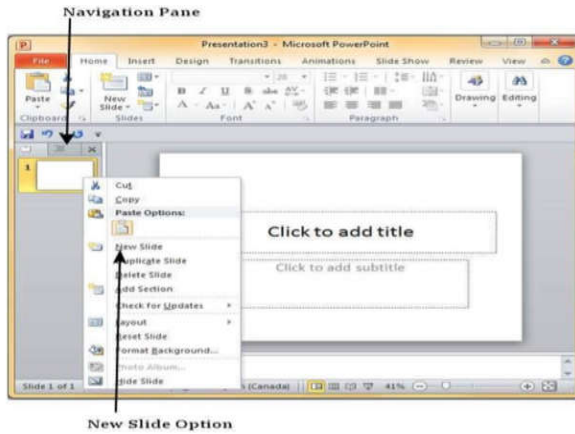 Navigation Pane
Presentation3 - Microsoft PowerPoint
File Home Insert Design Transitions Animations Slide Show Review View
Paste
New Slide
Drawing Editing
Clipboard Slides Font Paragraph
1
Cut
Copy
Paste Options:
New Slide
Duplicate Slide
Delete Slide
Add Section
Check for Updates
Layout
Reset Slide
Format Background...
Photo Album...
Hide Slide
Click to add title
Click to add subtitle
Slide 1 of 1 (Canada) 41%
New Slide Option